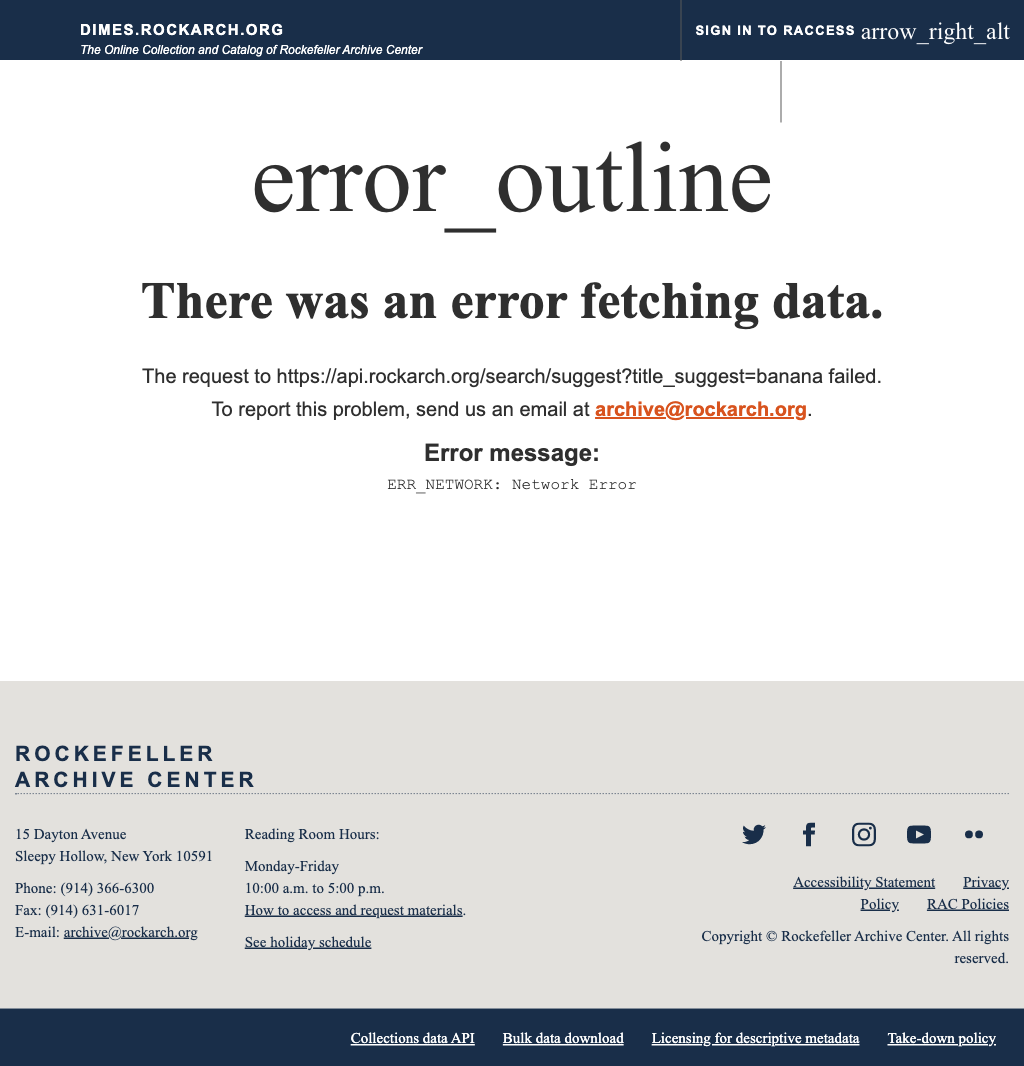 DIMES.ROCKARCH.ORG
The Online Collection and Catalog of Rockefeller Archive Center
SIGN IN TO RACCESS arrow_right_alt
error_outline
There was an error fetching data.
The request to https://api.rockarch.org/search/suggest?title_suggest=banana failed.
To report this problem, send us an email at archive@rockarch.org.
Error message:
ERR_NETWORK: Network Error
ROCKEFELLER
ARCHIVE CENTER
15 Dayton Avenue
Sleepy Hollow, New York 10591
Phone: (914) 366-6300
Fax: (914) 631-6017
E-mail: archive@rockarch.org
Reading Room Hours:
Monday-Friday
10:00 a.m. to 5:00 p.m.
How to access and request materials.
See holiday schedule
Accessibility Statement Privacy
Policy RAC Policies
Copyright © Rockefeller Archive Center. All rights
reserved.
Collections data API Bulk data download Licensing for descriptive metadata Take-down policy